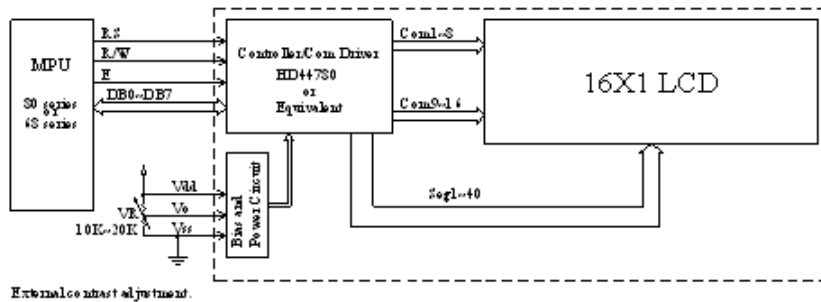 MPU
80 series
or
68 series
RS
R/W
E
DB0~DB7
Controller/Com Driver
HD44780
or
Equivalent
Com1~8
Com9~16
16X1 LCD
Seg1~40
Vdd
Vo
Vss
VR
10K~20K
Bias and
Power Circuit
External contrast adjustment.